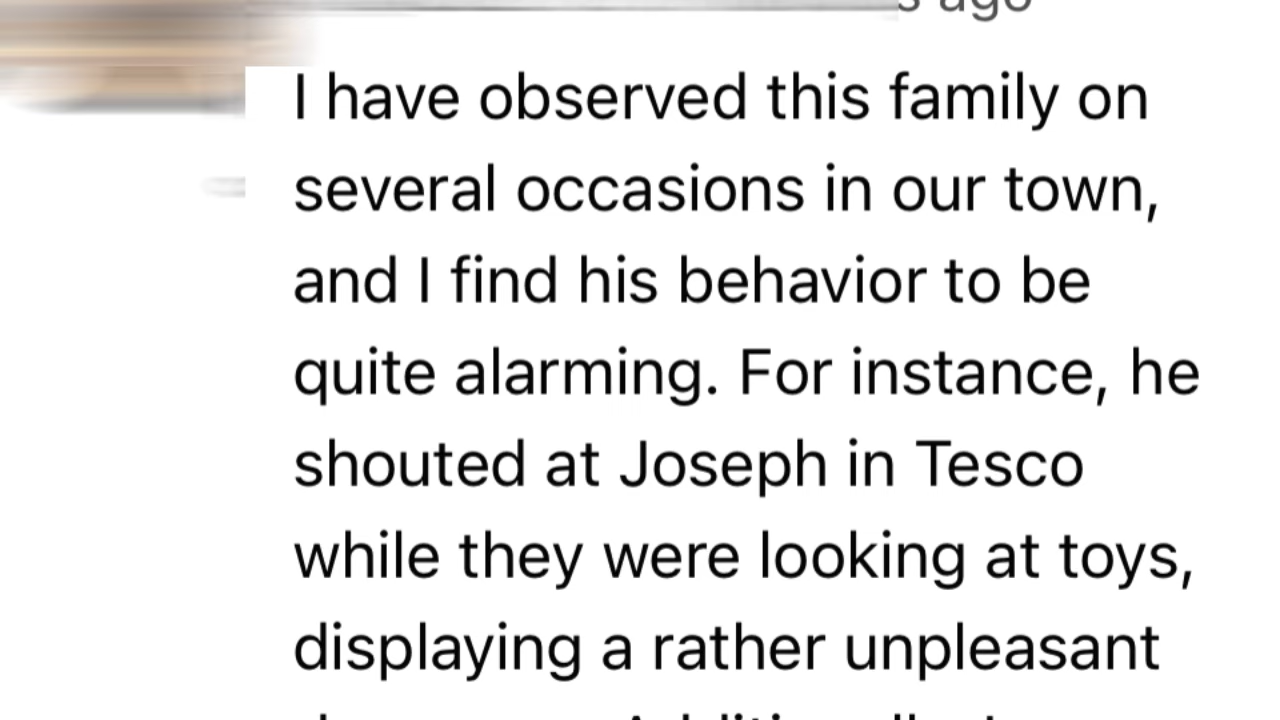 ago
I have observed this family on
several occasions in our town,
and I find his behavior to be
quite alarming. For instance, he
shouted at Joseph in Tesco
while they were looking at toys,
displaying a rather unpleasant